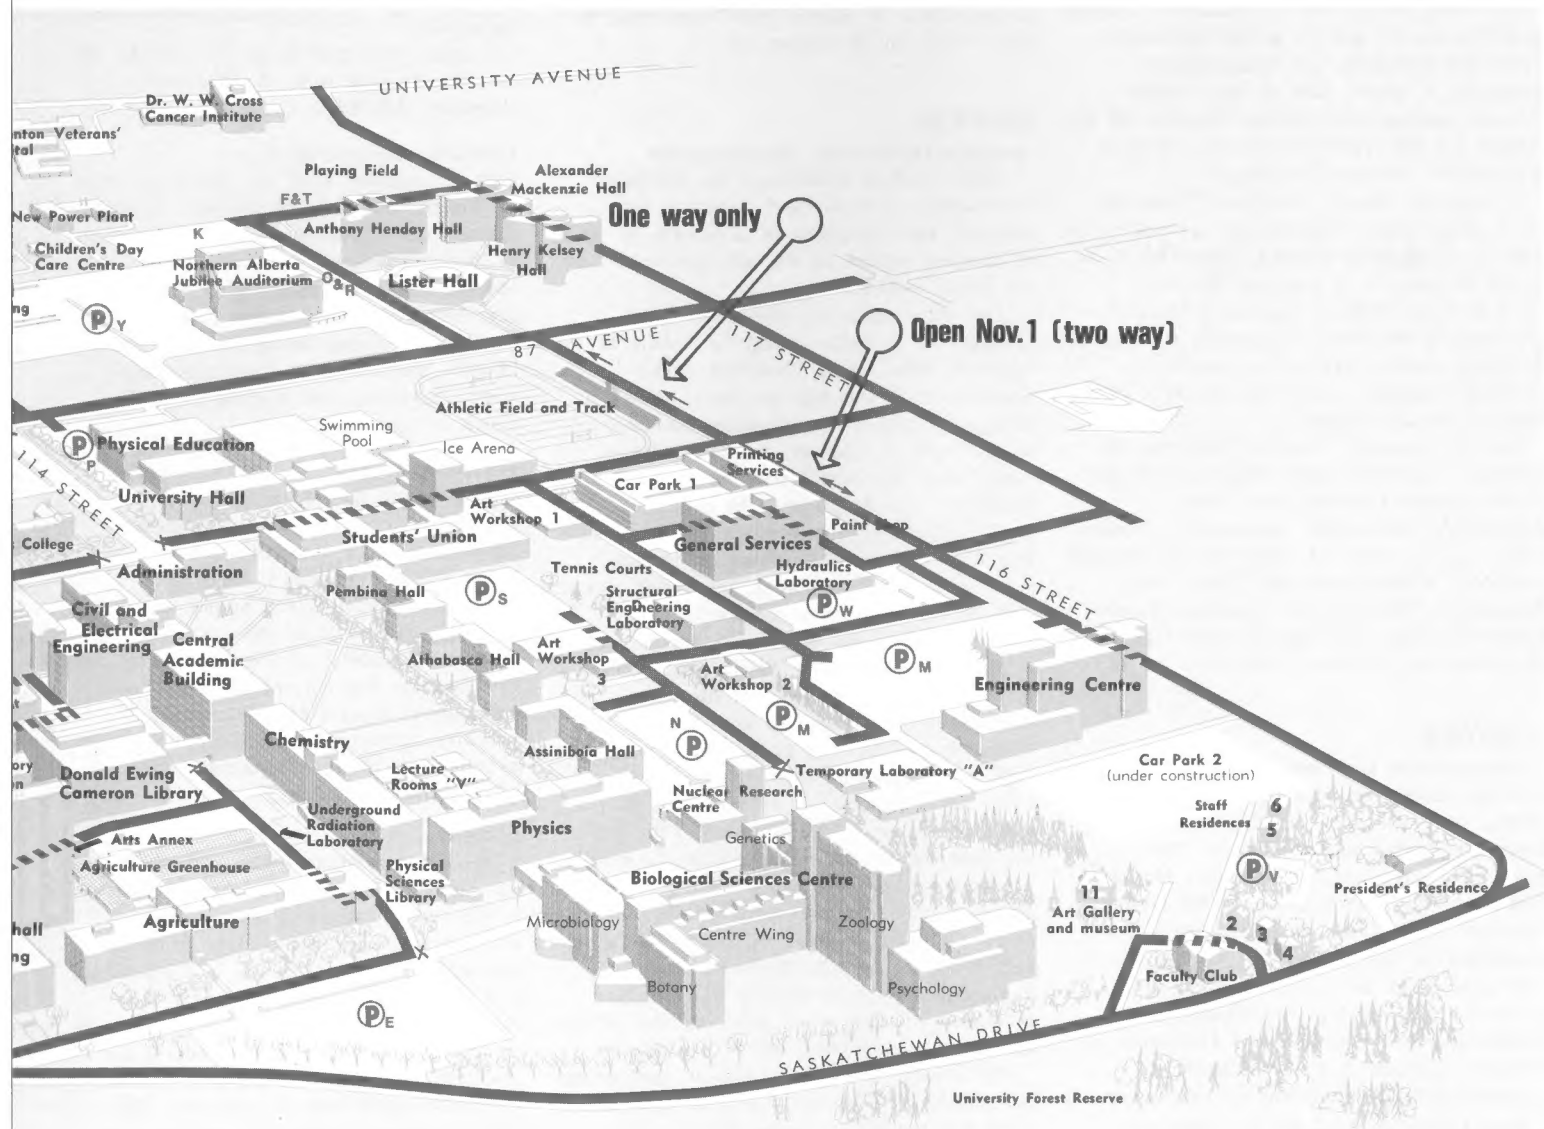 UNIVERSITY AVENUE
Dr. W. W. Cross
Cancer Institute
nton Veterans'
tal
Playing Field
Alexander
Mackenzie Hall
F&T
One way only
New Power Plant
K
Anthony Henday Hall
Children's Day
Care Centre
Northern Alberta
Jubilee Auditorium
O&R
Lister Hall
Henry Kelsey
Hall
ng
P Y
87 AVENUE
117 STREET
Open Nov. 1 (two way)
N
Athletic Field and Track
Swimming
Pool
Ice Arena
P P
Physical Education
114 STREET
University Hall
Printing
Services
Car Park 1
Art
Workshop 1
Paint Shop
Students' Union
General Services
College
Administration
Tennis Courts
Hydraulics
Laboratory
116 STREET
Pembina Hall
P S
Structural
Engineering
Laboratory
D
P W
Civil and
Electrical
Engineering
Central
Academic
Building
Athabasca Hall
Art
Workshop
3
Art
Workshop 2
P M
Engineering Centre
P M
N
P
Chemistry
Assiniboia Hall
Lecture
Rooms "V"
Temporary Laboratory "A"
Car Park 2
(under construction)
ory
n
Donald Ewing
Cameron Library
Underground
Radiation
Laboratory
Nuclear Research
Centre
Staff
Residences
6
5
Physics
Genetics
Arts Annex
Agriculture Greenhouse
Physical
Sciences
Library
Biological Sciences Centre
P V
President's Residence
11
Art Gallery
and museum
Agriculture
Microbiology
Centre Wing
Zoology
2
3
4
hall
ng
Faculty Club
Botany
Psychology
P E
SASKATCHEWAN DRIVE
University Forest Reserve